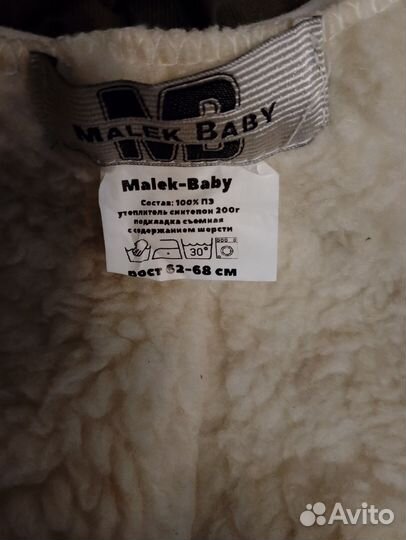 MB
MALEK BABY
Malek-Baby
Состав: 100% ПЭ
утоплитель синтепон 200г
подкладка съемная
с содержанием шерсти
30°
рост 62-68 см
Avito